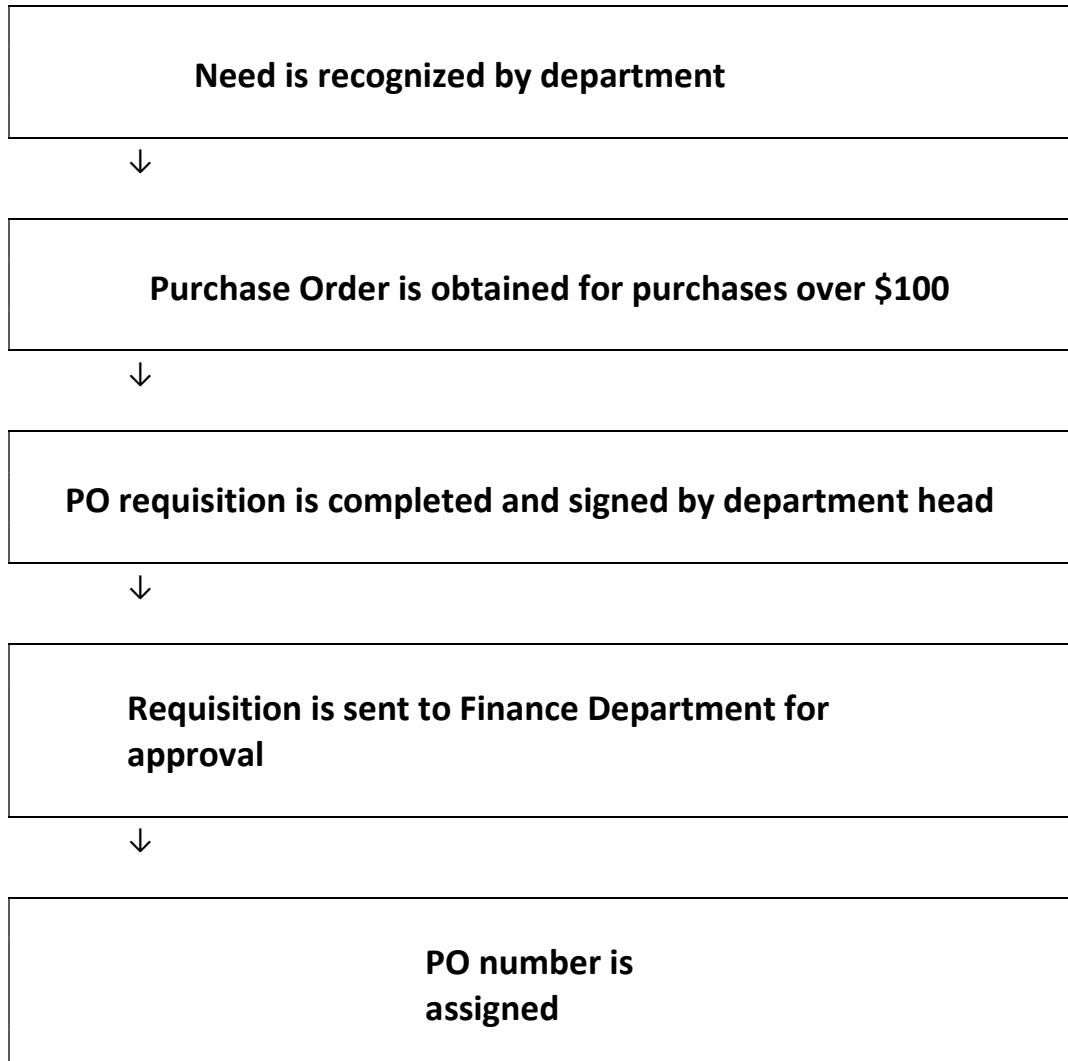 Need is recognized by department
↓
Purchase Order is obtained for purchases over $100
↓
PO requisition is completed and signed by department head
↓
Requisition is sent to Finance Department for
approval
↓
PO number is
assigned